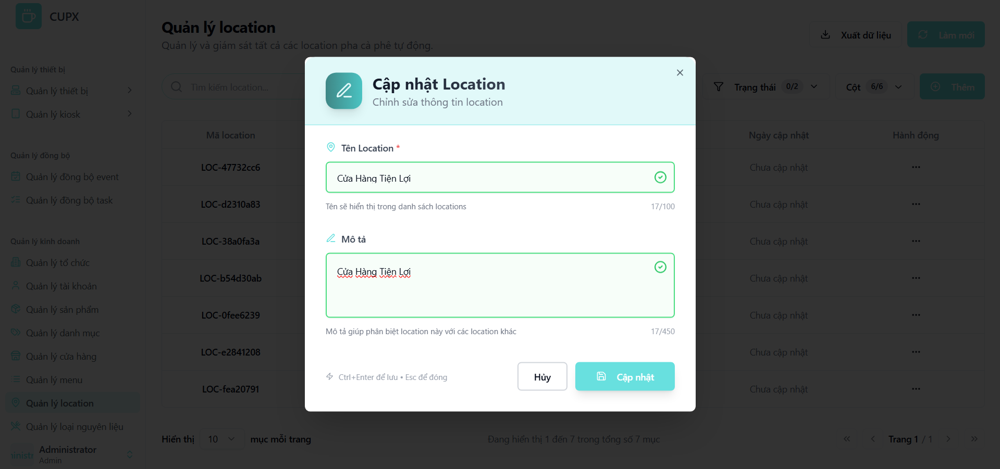 CUPX
Quản lý thiết bị
Quản lý thiết bị
Quản lý kiosk
Quản lý đồng bộ
Quản lý đồng bộ event
Quản lý đồng bộ task
Quản lý kinh doanh
Quản lý tổ chức
Quản lý tài khoản
Quản lý sản phẩm
Quản lý danh mục
Quản lý cửa hàng
Quản lý menu
Quản lý location
Quản lý loại nguyên liệu
Administrator
Admin
Quản lý location
Quản lý và giám sát tất cả các location pha cà phê tự động.
Xuất dữ liệu
Làm mới
Tìm kiếm location...
Trạng thái 0/2
Cột 6/6
Thêm
Mã location
Ngày cập nhật
Hành động
LOC-47732cc6
Chưa cập nhật
LOC-d2310a83
Chưa cập nhật
LOC-38a0fa3a
Chưa cập nhật
LOC-b54d30ab
Chưa cập nhật
LOC-0fee6239
Chưa cập nhật
LOC-e2841208
Chưa cập nhật
LOC-fea20791
Chưa cập nhật
Hiển thị 10 mục mỗi trang
Đang hiển thị 1 đến 7 trong tổng số 7 mục
Trang 1 / 1
Cập nhật Location
Chỉnh sửa thông tin location
Tên Location *
Cửa Hàng Tiện Lợi
Tên sẽ hiển thị trong danh sách locations
17/100
Mô tả
Cửa Hàng Tiện Lợi
Mô tả giúp phân biệt location này với các location khác
17/450
Ctrl+Enter để lưu • Esc để đóng
Hủy
Cập nhật